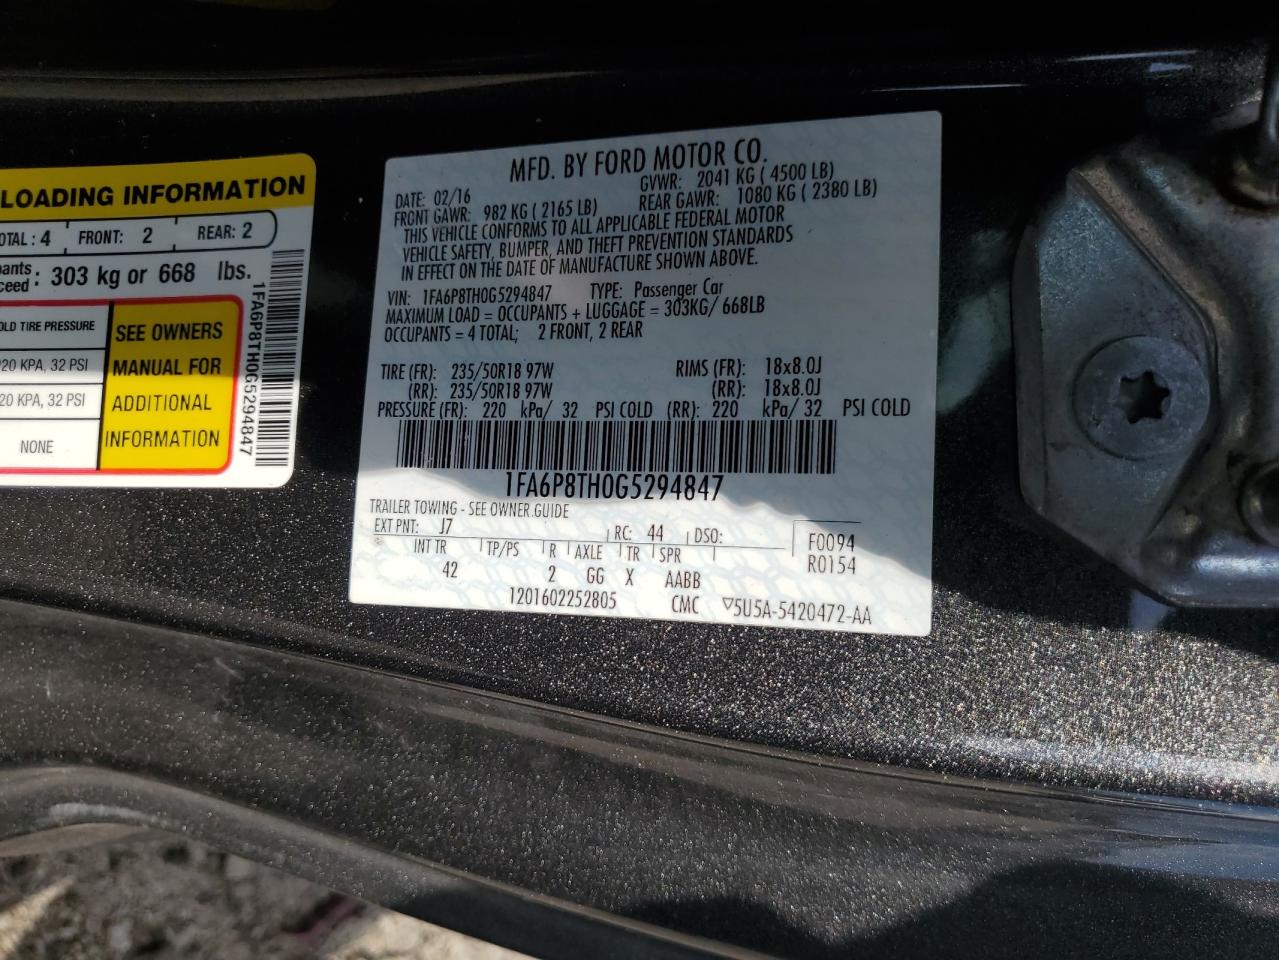 LOADING INFORMATION
OTAL : 4 FRONT: 2 REAR: 2
pants
ceed : 303 kg or 668 lbs.
OLD TIRE PRESSURE
20 KPA, 32 PSI
20 KPA, 32 PSI
NONE
SEE OWNERS
MANUAL FOR
ADDITIONAL
INFORMATION
1FA6P8TH0G5294847
MFD. BY FORD MOTOR CO.
DATE: 02/16 GVWR: 2041 KG ( 4500 LB)
FRONT GAWR: 982 KG ( 2165 LB) REAR GAWR: 1080 KG ( 2380 LB)
THIS VEHICLE CONFORMS TO ALL APPLICABLE FEDERAL MOTOR
VEHICLE SAFETY, BUMPER, AND THEFT PREVENTION STANDARDS
IN EFFECT ON THE DATE OF MANUFACTURE SHOWN ABOVE.
VIN: 1FA6P8TH0G5294847 TYPE: Passenger Car
MAXIMUM LOAD = OCCUPANTS + LUGGAGE = 303KG/ 668LB
OCCUPANTS = 4 TOTAL; 2 FRONT, 2 REAR
TIRE (FR): 235/50R18 97W RIMS (FR): 18x8.0J
(RR): 235/50R18 97W (RR): 18x8.0J
PRESSURE (FR): 220 kPa/ 32 PSI COLD (RR): 220 kPa/ 32 PSI COLD
1FA6P8TH0G5294847
TRAILER TOWING - SEE OWNER GUIDE
EXT PNT: J7 RC: 44 DSO: F0094
INT TR TP/PS R AXLE TR SPR R0154
42 2 GG X AABB
1201602252805 CMC ▽5U5A-5420472-AA